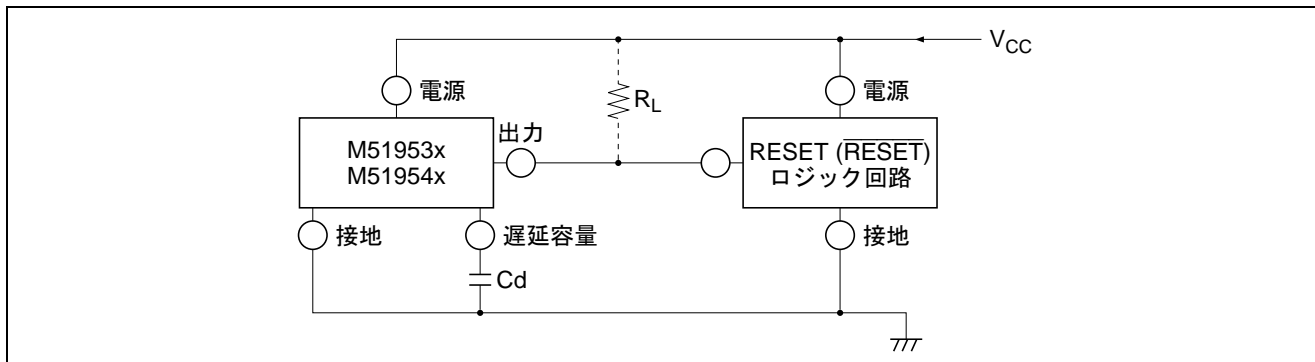 V_CC
電源
電源
R_L
出力
M51953x
M51954x
RESET (R̅E̅S̅E̅T̅)
ロジック回路
接地
遅延容量
接地
Cd